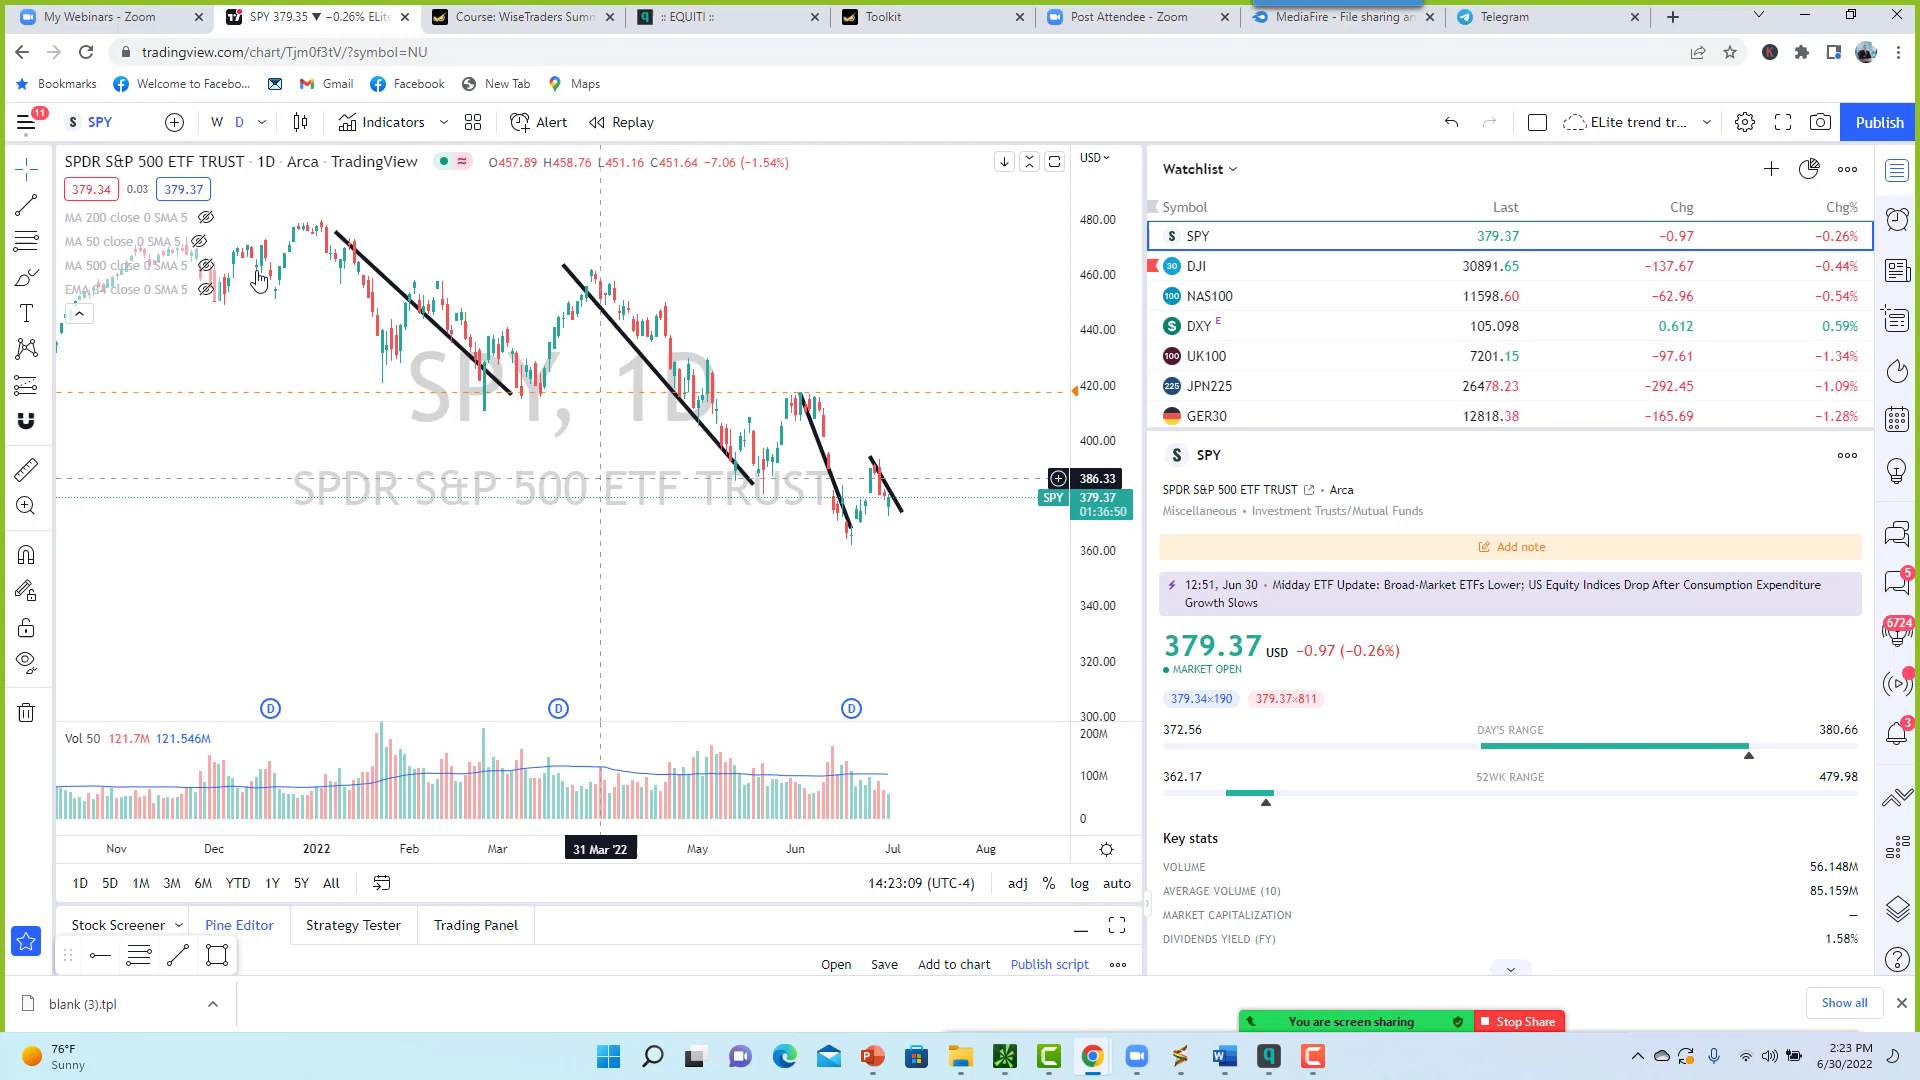 My Webinars - Zoom
SPY 379.35 ▼ −0.26% ELite
Course: WiseTraders Summ
:: EQUITI ::
Toolkit
Post Attendee - Zoom
MediaFire - File sharing an
Telegram
tradingview.com/chart/Tjm0f3tV/?symbol=NU
Bookmarks
Welcome to Facebo...
Gmail
Facebook
New Tab
Maps
11
SPY
W D
Indicators
Alert
Replay
ELite trend tr...
Publish
SPDR S&P 500 ETF TRUST · 1D · Arca · TradingView
O457.89 H458.76 L451.16 C451.64 −7.06 (−1.54%)
USD
379.34 0.03 379.37
MA 200 close 0 SMA 5
MA 50 close 0 SMA 5
MA 500 close 0 SMA 5
EMA 84 close 0 SMA 5
SPY, 1D
SPDR S&P 500 ETF TRUST
480.00
460.00
440.00
420.00
400.00
386.33
SPY 379.37
01:36:50
360.00
340.00
320.00
300.00
D D D
Vol 50 121.7M 121.546M
200M
100M
0
Nov Dec 2022 Feb Mar 31 Mar '22 May Jun Jul Aug
1D 5D 1M 3M 6M YTD 1Y 5Y All
14:23:09 (UTC-4) adj % log auto
Stock Screener Pine Editor Strategy Tester Trading Panel
Open Save Add to chart Publish script
Watchlist
Symbol Last Chg Chg%
SPY 379.37 −0.97 −0.26%
30 DJI 30891.65 −137.67 −0.44%
100 NAS100 11598.60 −62.96 −0.54%
$ DXY E 105.098 0.612 0.59%
100 UK100 7201.15 −97.61 −1.34%
225 JPN225 26478.23 −292.45 −1.09%
GER30 12818.38 −165.69 −1.28%
S SPY
SPDR S&P 500 ETF TRUST • Arca
Miscellaneous • Investment Trusts/Mutual Funds
Add note
12:51, Jun 30 • Midday ETF Update: Broad-Market ETFs Lower; US Equity Indices Drop After Consumption Expenditure
Growth Slows
379.37 USD −0.97 (−0.26%)
MARKET OPEN
379.34×190 379.37×811
372.56 DAY'S RANGE 380.66
362.17 52WK RANGE 479.98
Key stats
VOLUME 56.148M
AVERAGE VOLUME (10) 85.159M
MARKET CAPITALIZATION —
DIVIDENDS YIELD (FY) 1.58%
5
6724
3
blank (3).tpl
Show all
You are screen sharing
Stop Share
76°F
Sunny
2:23 PM
6/30/2022